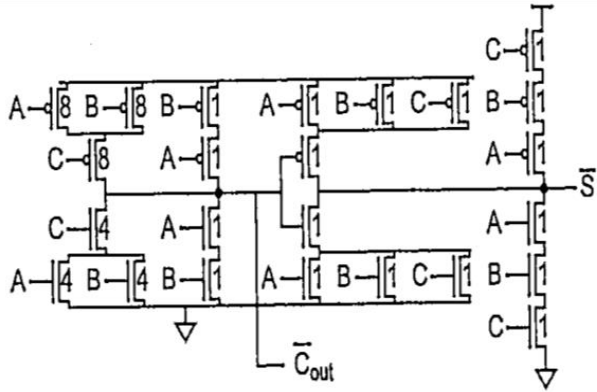 C 1
A 8 B 8 B 1 A 1 B 1 C 1 B 1
C 8 A 1 1 A 1
S̅
C 4 A 1 1 A 1
A 4 B 4 B 1 A 1 B 1 C 1 B 1
C 1
C̅out